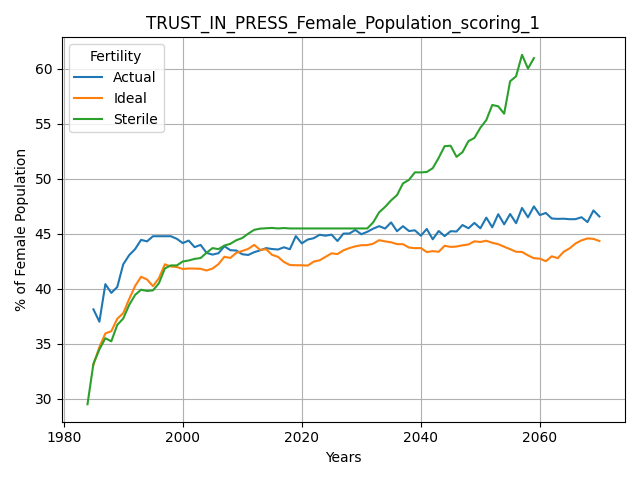 TRUST_IN_PRESS_Female_Population_scoring_1
Fertility
Actual
Ideal
Sterile
% of Female Population
60
55
50
45
40
35
30
1980
2000
2020
2040
2060
Years